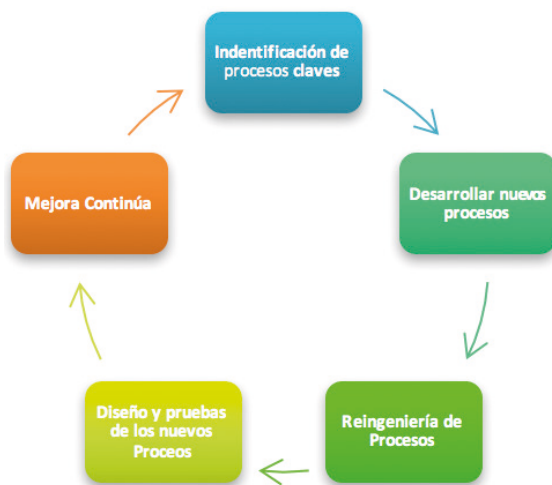 Indentificación de
procesos claves
Desarrollar nuevos
procesos
Reingeniería de
Procesos
Diseño y pruebas
de los nuevos
Proceos
Mejora Continúa